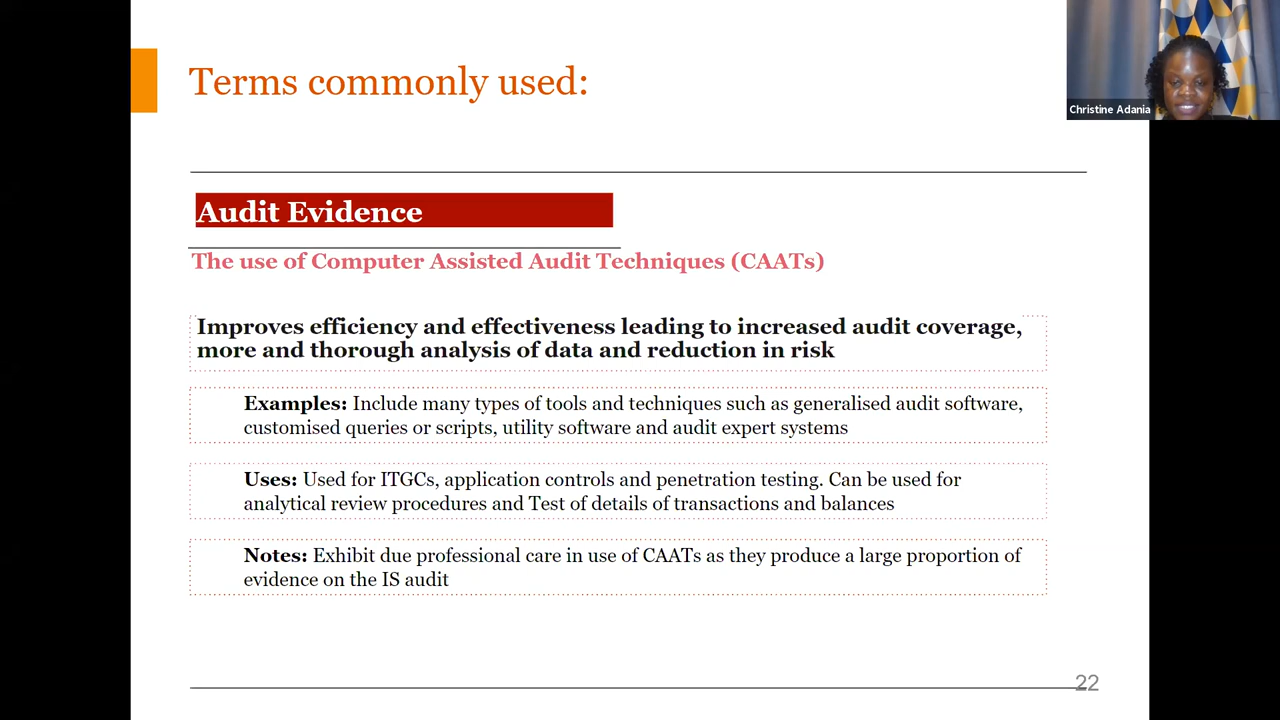 Terms commonly used:
Christine Adania
Audit Evidence
The use of Computer Assisted Audit Techniques (CAATs)
Improves efficiency and effectiveness leading to increased audit coverage,
more and thorough analysis of data and reduction in risk
Examples: Include many types of tools and techniques such as generalised audit software,
customised queries or scripts, utility software and audit expert systems
Uses: Used for ITGCs, application controls and penetration testing. Can be used for
analytical review procedures and Test of details of transactions and balances
Notes: Exhibit due professional care in use of CAATs as they produce a large proportion of
evidence on the IS audit
22